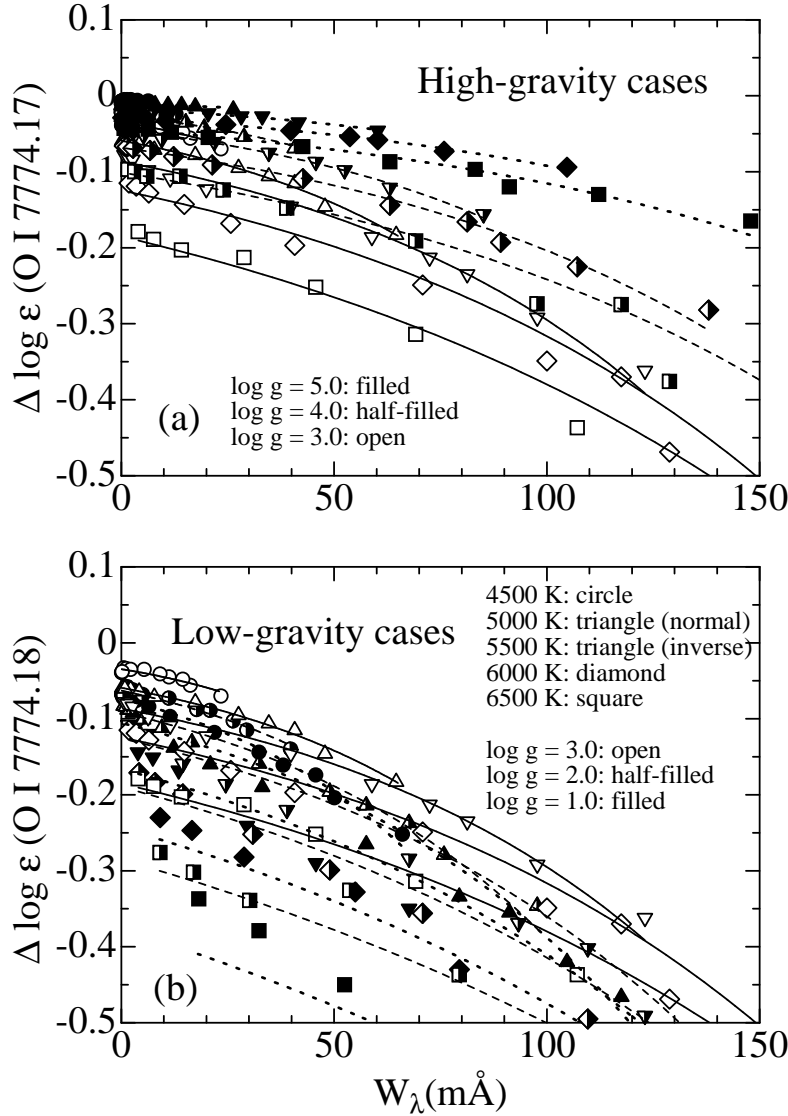 0.1
High-gravity cases
0
-0.1
-0.2
-0.3
-0.4
-0.5
Δ log ε (O I 7774.17)
log g = 5.0: filled
log g = 4.0: half-filled
log g = 3.0: open
(a)
0 50 100 150
0.1
Low-gravity cases
0
-0.1
-0.2
-0.3
-0.4
-0.5
Δ log ε (O I 7774.18)
4500 K: circle
5000 K: triangle (normal)
5500 K: triangle (inverse)
6000 K: diamond
6500 K: square
log g = 3.0: open
log g = 2.0: half-filled
log g = 1.0: filled
(b)
0 50 100 150
Wλ(mÅ)